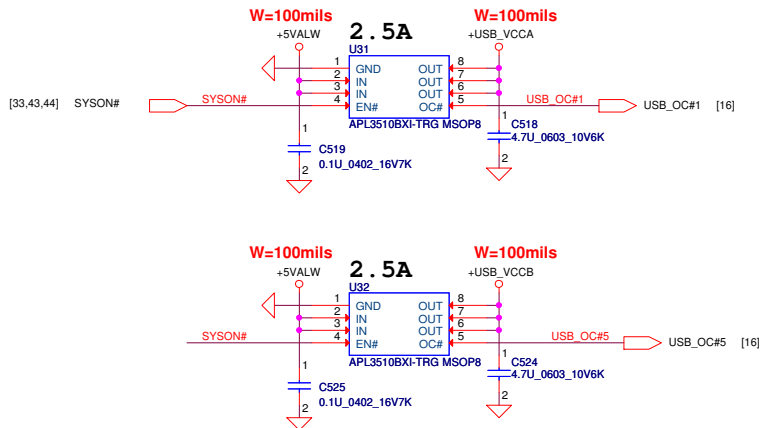 W=100mils W=100mils
2.5A
+5VALW +USB_VCCA
U31
1 GND OUT 8
2 IN OUT 7
3 IN OUT 6
[33,43,44] SYSON# SYSON# 4 EN# OC# 5 USB_OC#1 USB_OC#1 [16]
APL3510BXI-TRG MSOP8
1 1 C518
4.7U_0603_10V6K
C519
2
2 0.1U_0402_16V7K
W=100mils W=100mils
2.5A
+5VALW +USB_VCCB
U32
1 GND OUT 8
2 IN OUT 7
3 IN OUT 6
SYSON# 4 EN# OC# 5 USB_OC#5 USB_OC#5 [16]
APL3510BXI-TRG MSOP8
1 1 C524
4.7U_0603_10V6K
C525
2
2 0.1U_0402_16V7K